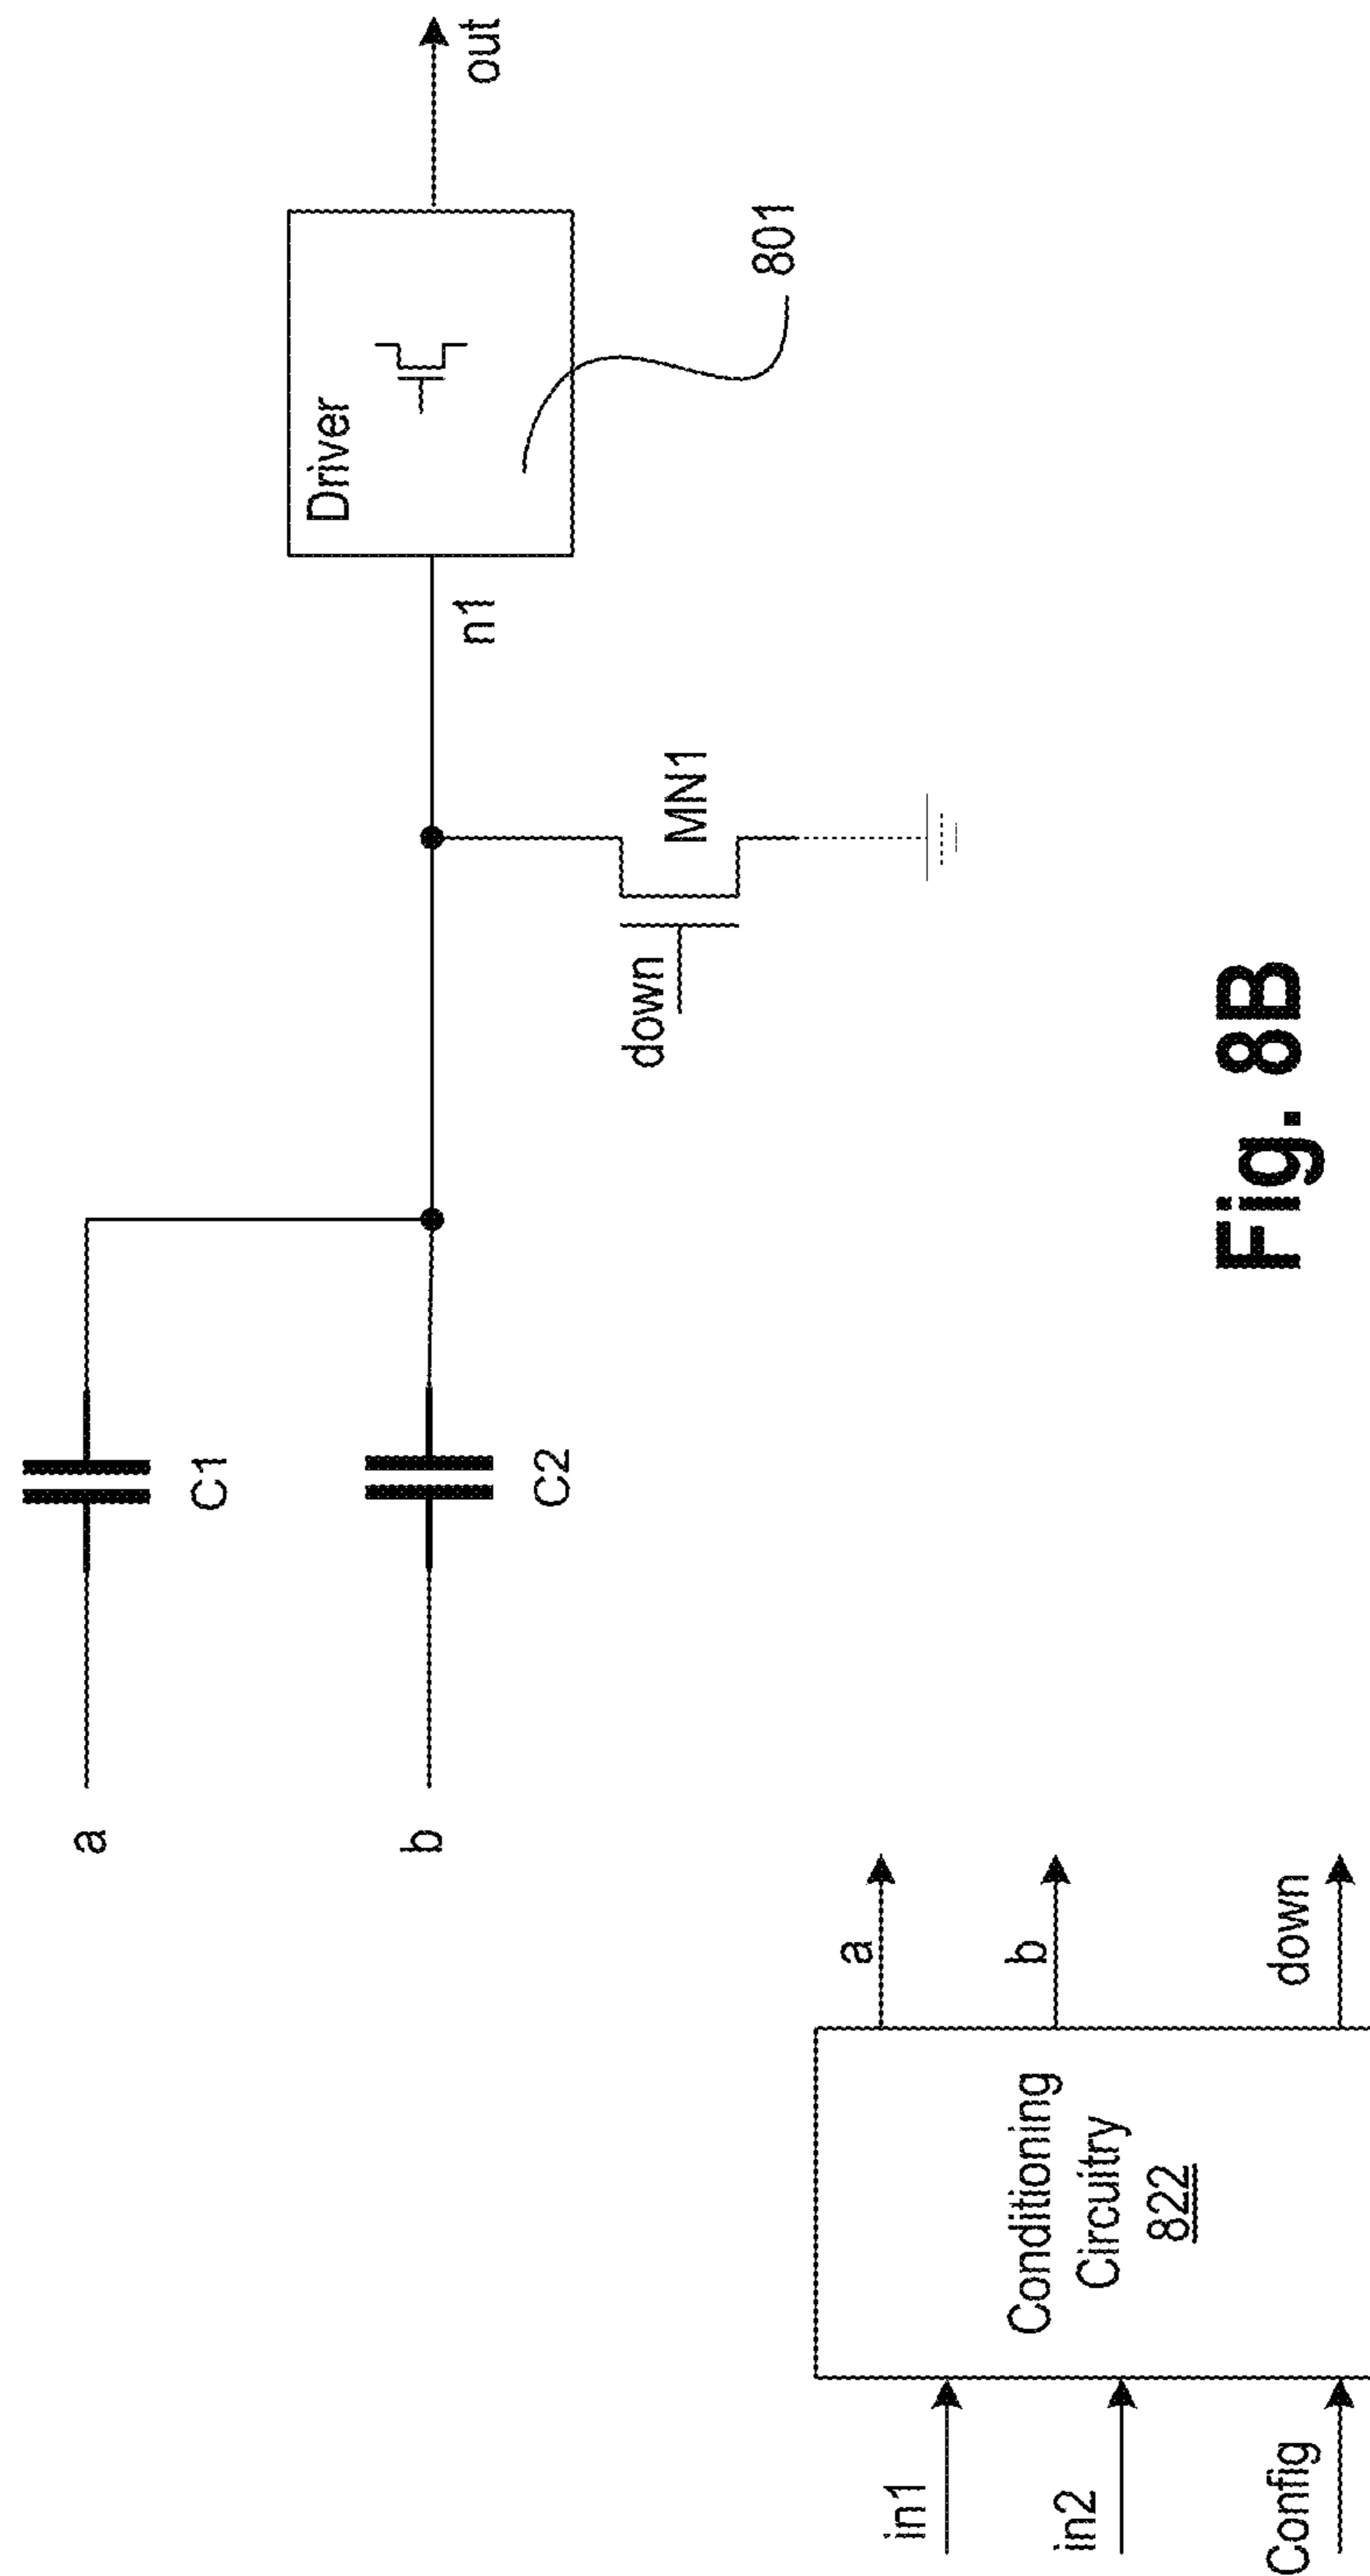 a
C1
b
C2
Driver
out
n1
801
down
MN1
a
in1
Conditioning
Circuitry
822
b
in2
Config
down
Fig. 8B